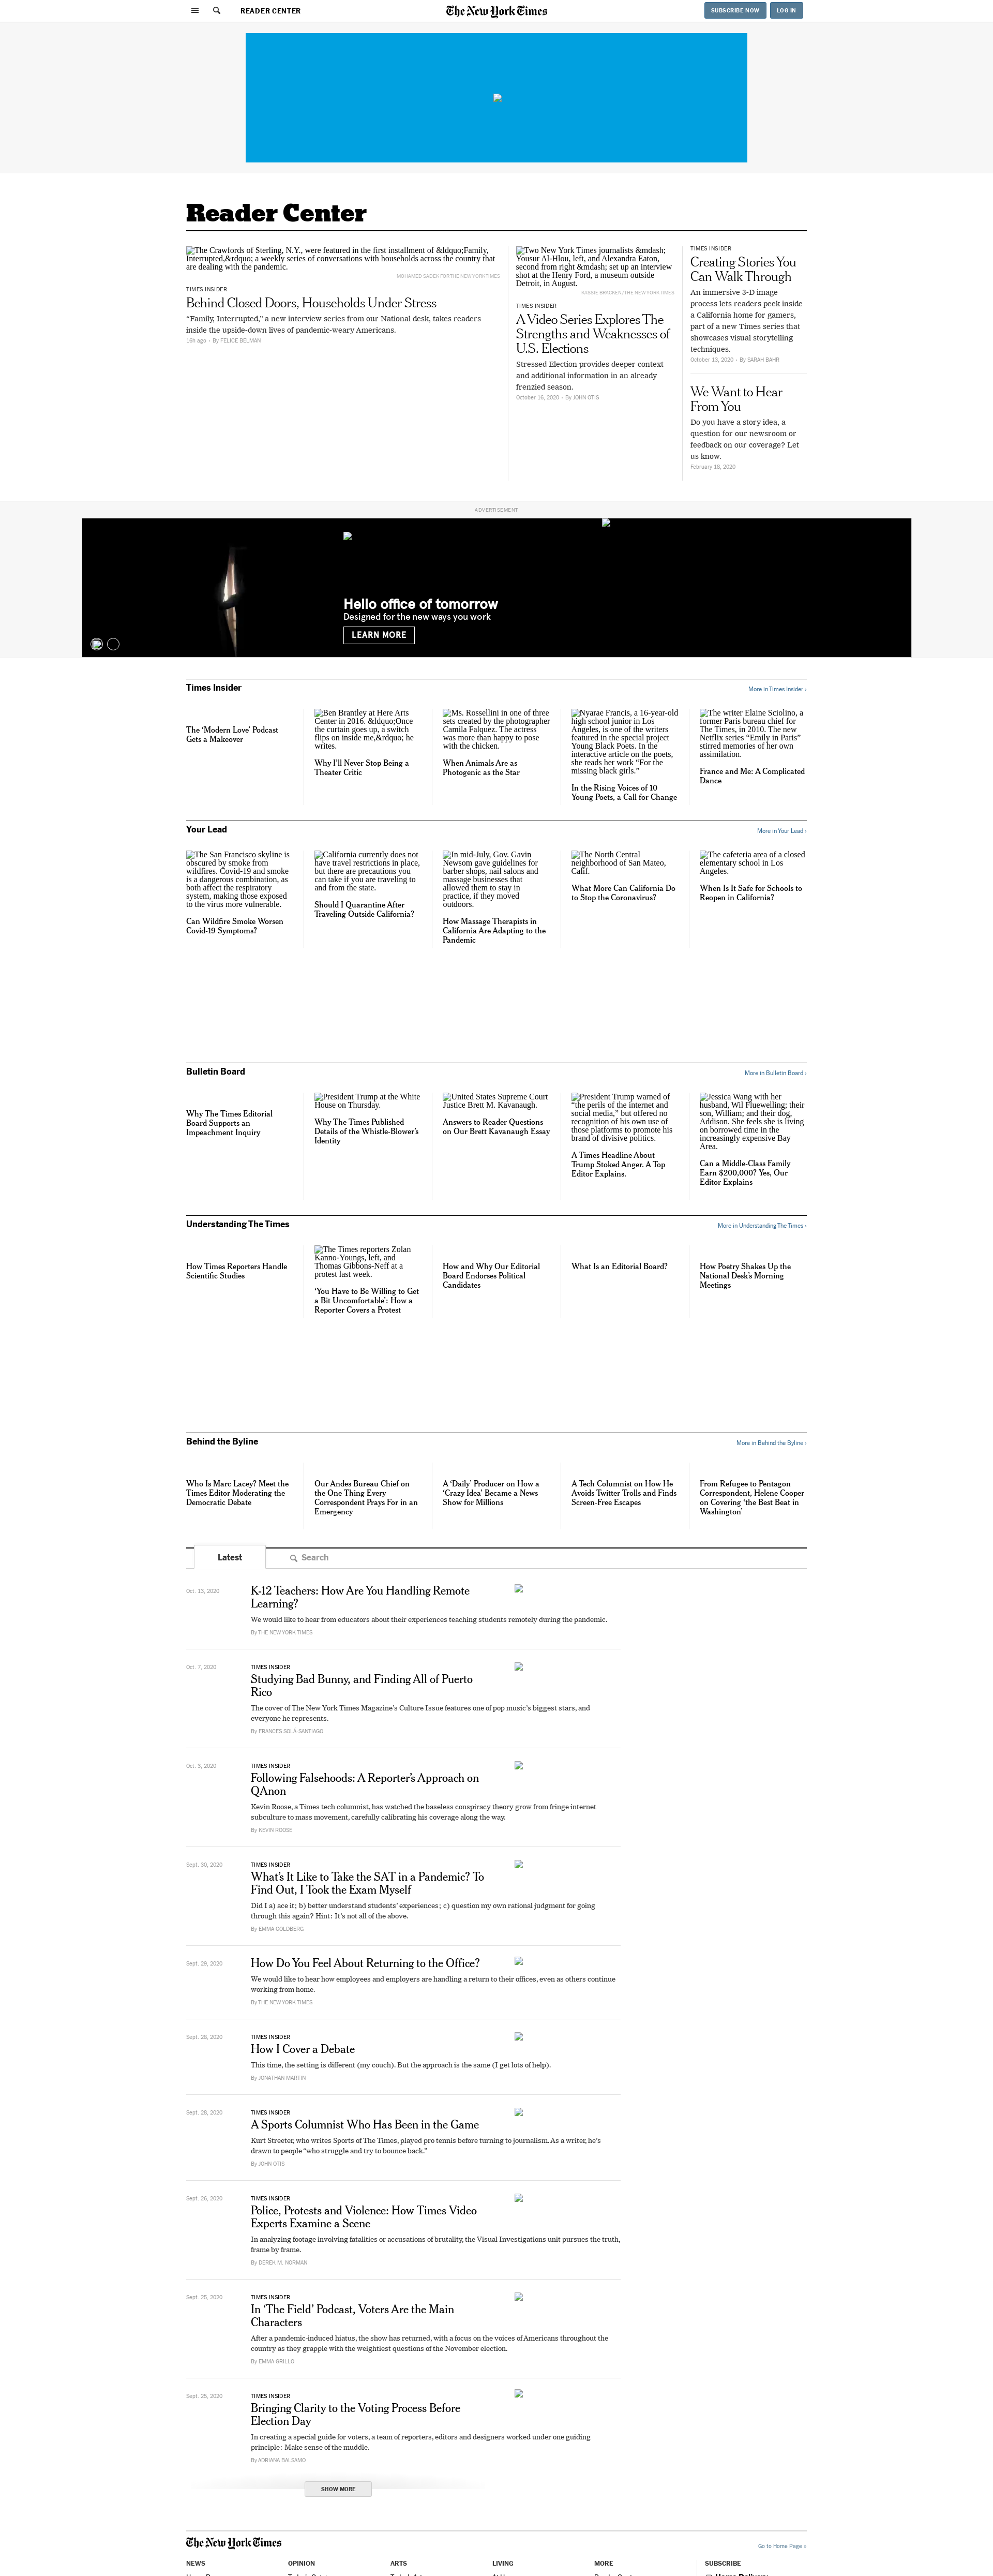 READER CENTER
The New York Times
SUBSCRIBE NOW
LOG IN
Reader Center
The Crawfords of Sterling, N.Y., were featured in the first installment of &ldquo;Family,
Interrupted,&rdquo; a weekly series of conversations with households across the country that
are dealing with the pandemic.
MOHAMED SADEK FOR THE NEW YORK TIMES
TIMES INSIDER
Behind Closed Doors, Households Under Stress
“Family, Interrupted,” a new interview series from our National desk, takes readers
inside the upside-down lives of pandemic-weary Americans.
16h ago - By FELICE BELMAN
Two New York Times journalists &mdash;
Yousur Al-Hlou, left, and Alexandra Eaton,
second from right &mdash; set up an interview
shot at the Henry Ford, a museum outside
Detroit, in August.
KASSIE BRACKEN/THE NEW YORK TIMES
TIMES INSIDER
A Video Series Explores The
Strengths and Weaknesses of
U.S. Elections
Stressed Election provides deeper context
and additional information in an already
frenzied season.
October 16, 2020 - By JOHN OTIS
TIMES INSIDER
Creating Stories You
Can Walk Through
An immersive 3-D image
process lets readers peek inside
a California home for gamers,
part of a new Times series that
showcases visual storytelling
techniques.
October 13, 2020 - By SARAH BAHR
We Want to Hear
From You
Do you have a story idea, a
question for our newsroom or
feedback on our coverage? Let
us know.
February 19, 2020
ADVERTISEMENT
Hello office of tomorrow
Designed for the new ways you work
LEARN MORE
Times Insider
More in Times Insider ›
The ‘Modern Love’ Podcast
Gets a Makeover
Ben Brantley at Here Arts
Center in 2016. &ldquo;Once
the curtain goes up, a switch
flips on inside me,&rdquo; he
writes.
Why I’ll Never Stop Being a
Theater Critic
Ms. Rossellini in one of three
sets created by the photographer
Camila Falquez. The actress
was more than happy to pose
with the chicken.
When Animals Are as
Photogenic as the Star
Nyarae Francis, a 16-year-old
high school junior in Los
Angeles, is one of the writers
featured in the special project
Young Black Poets. In the
interactive article on the poets,
she reads her work “For the
missing black girls.”
In the Rising Voices of 10
Young Poets, a Call for Change
The writer Elaine Sciolino, a
former Paris bureau chief for
The Times, in 2010. The new
Netflix series “Emily in Paris”
stirred memories of her own
assimilation.
France and Me: A Complicated
Dance
Your Lead
More in Your Lead ›
The San Francisco skyline is
obscured by smoke from
wildfires. Covid-19 and smoke
is a dangerous combination, as
both affect the respiratory
system, making those exposed
to the virus more vulnerable.
Can Wildfire Smoke Worsen
Covid-19 Symptoms?
California currently does not
have travel restrictions in place,
but there are precautions you
can take if you are traveling to
and from the state.
Should I Quarantine After
Traveling Outside California?
In mid-July, Gov. Gavin
Newsom gave guidelines for
barber shops, nail salons and
massage businesses that
allowed them to stay in
practice, if they moved
outdoors.
How Massage Therapists in
California Are Adapting to the
Pandemic
The North Central
neighborhood of San Mateo,
Calif.
What More Can California Do
to Stop the Coronavirus?
The cafeteria area of a closed
elementary school in Los
Angeles.
When Is It Safe for Schools to
Reopen in California?
Bulletin Board
More in Bulletin Board ›
Why The Times Editorial
Board Supports an
Impeachment Inquiry
President Trump at the White
House on Thursday.
Why The Times Published
Details of the Whistle-Blower’s
Identity
United States Supreme Court
Justice Brett M. Kavanaugh.
Answers to Reader Questions
on Our Brett Kavanaugh Essay
President Trump warned of
“the perils of the internet and
social media,” but offered no
recognition of his own use of
those platforms to promote his
brand of divisive politics.
A Times Headline About
Trump Stoked Anger. A Top
Editor Explains.
Jessica Wang with her
husband, Wil Fluewelling; their
son, William; and their dog,
Addison. She feels she is living
on borrowed time in the
increasingly expensive Bay
Area.
Can a Middle-Class Family
Earn $200,000? Yes, Our
Editor Explains
Understanding The Times
More in Understanding The Times ›
How Times Reporters Handle
Scientific Studies
The Times reporters Zolan
Kanno-Youngs, left, and
Thomas Gibbons-Neff at a
protest last week.
‘You Have to Be Willing to Get
a Bit Uncomfortable’: How a
Reporter Covers a Protest
How and Why Our Editorial
Board Endorses Political
Candidates
What Is an Editorial Board?
How Poetry Shakes Up the
National Desk’s Morning
Meetings
Behind the Byline
More in Behind the Byline ›
Who Is Marc Lacey? Meet the
Times Editor Moderating the
Democratic Debate
Our Andes Bureau Chief on
the One Thing Every
Correspondent Prays For in an
Emergency
A ‘Daily’ Producer on How a
‘Crazy Idea’ Became a News
Show for Millions
A Tech Columnist on How He
Avoids Twitter Trolls and Finds
Screen-Free Escapes
From Refugee to Pentagon
Correspondent, Helene Cooper
on Covering ‘the Best Beat in
Washington’
Latest
Search
Oct. 13, 2020
K-12 Teachers: How Are You Handling Remote
Learning?
We would like to hear from educators about their experiences teaching students remotely during the pandemic.
By THE NEW YORK TIMES
Oct. 7, 2020
TIMES INSIDER
Studying Bad Bunny, and Finding All of Puerto
Rico
The cover of The New York Times Magazine’s Culture Issue features one of pop music’s biggest stars, and
everyone he represents.
By FRANCES SOLÁ-SANTIAGO
Oct. 3, 2020
TIMES INSIDER
Following Falsehoods: A Reporter’s Approach on
QAnon
Kevin Roose, a Times tech columnist, has watched the baseless conspiracy theory grow from fringe internet
subculture to mass movement, carefully calibrating his coverage along the way.
By KEVIN ROOSE
Sept. 30, 2020
TIMES INSIDER
What’s It Like to Take the SAT in a Pandemic? To
Find Out, I Took the Exam Myself
Did I a) ace it; b) better understand students’ experiences; c) question my own rational judgment for going
through this again? Hint: It’s not all of the above.
By EMMA GOLDBERG
Sept. 29, 2020
How Do You Feel About Returning to the Office?
We would like to hear how employees and employers are handling a return to their offices, even as others continue
working from home.
By THE NEW YORK TIMES
Sept. 28, 2020
TIMES INSIDER
How I Cover a Debate
This time, the setting is different (my couch). But the approach is the same (I get lots of help).
By JONATHAN MARTIN
Sept. 28, 2020
TIMES INSIDER
A Sports Columnist Who Has Been in the Game
Kurt Streeter, who writes Sports of The Times, played pro tennis before turning to journalism. As a writer, he’s
drawn to people “who struggle and try to bounce back.”
By JOHN OTIS
Sept. 26, 2020
TIMES INSIDER
Police, Protests and Violence: How Times Video
Experts Examine a Scene
In analyzing footage involving fatalities or accusations of brutality, the Visual Investigations unit pursues the truth,
frame by frame.
By DEREK M. NORMAN
Sept. 25, 2020
TIMES INSIDER
In ‘The Field’ Podcast, Voters Are the Main
Characters
After a pandemic-induced hiatus, the show has returned, with a focus on the voices of Americans throughout the
country as they grapple with the weightiest questions of the November election.
By EMMA GRILLO
Sept. 25, 2020
TIMES INSIDER
Bringing Clarity to the Voting Process Before
Election Day
In creating a special guide for voters, a team of reporters, editors and designers worked under one guiding
principle: Make sense of the muddle.
By ADRIANA BALSAMO
SHOW MORE
The New York Times
Go to Home Page »
NEWS
OPINION
ARTS
LIVING
MORE
SUBSCRIBE